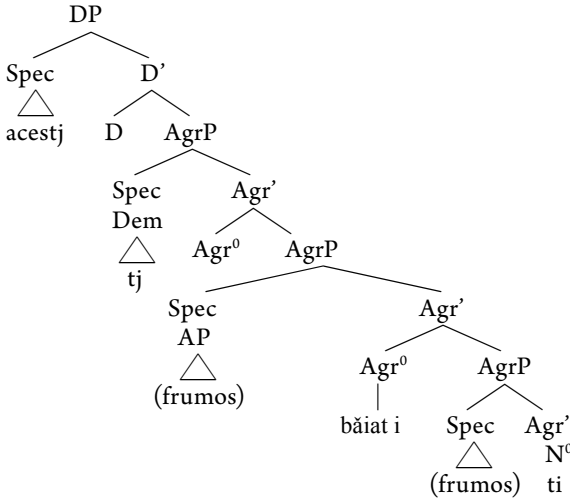 DP
Spec D’
acestj D AgrP
Spec Agr’
Dem
Agr⁰ AgrP
tj
Spec Agr’
AP
Agr⁰ AgrP
(frumos)
băiat i Spec Agr’
N⁰
(frumos) ti